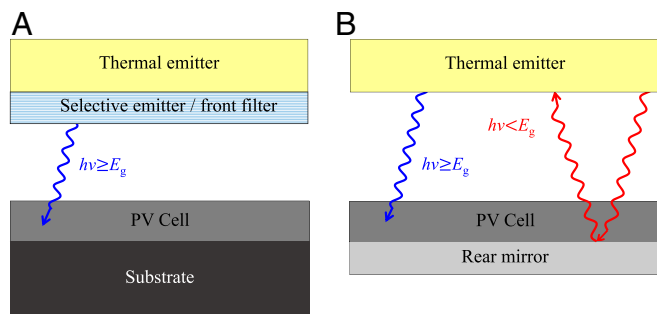 A
Thermal emitter
Selective emitter / front filter
hν≥Eg
PV Cell
Substrate
B
Thermal emitter
hν<Eg
hν≥Eg
PV Cell
Rear mirror